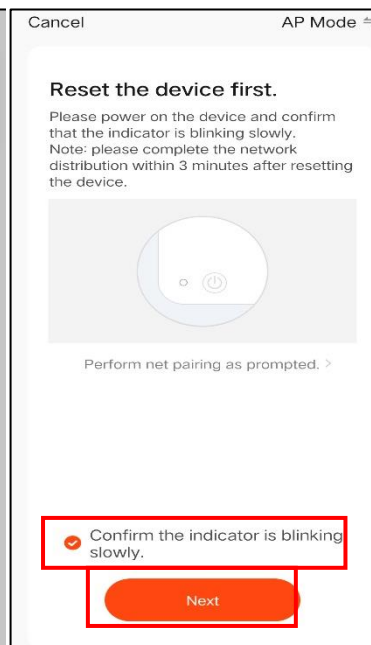 Cancel AP Mode
Reset the device first.
Please power on the device and confirm
that the indicator is blinking slowly.
Note: please complete the network
distribution within 3 minutes after resetting
the device.
Perform net pairing as prompted. >
Confirm the indicator is blinking
slowly.
Next